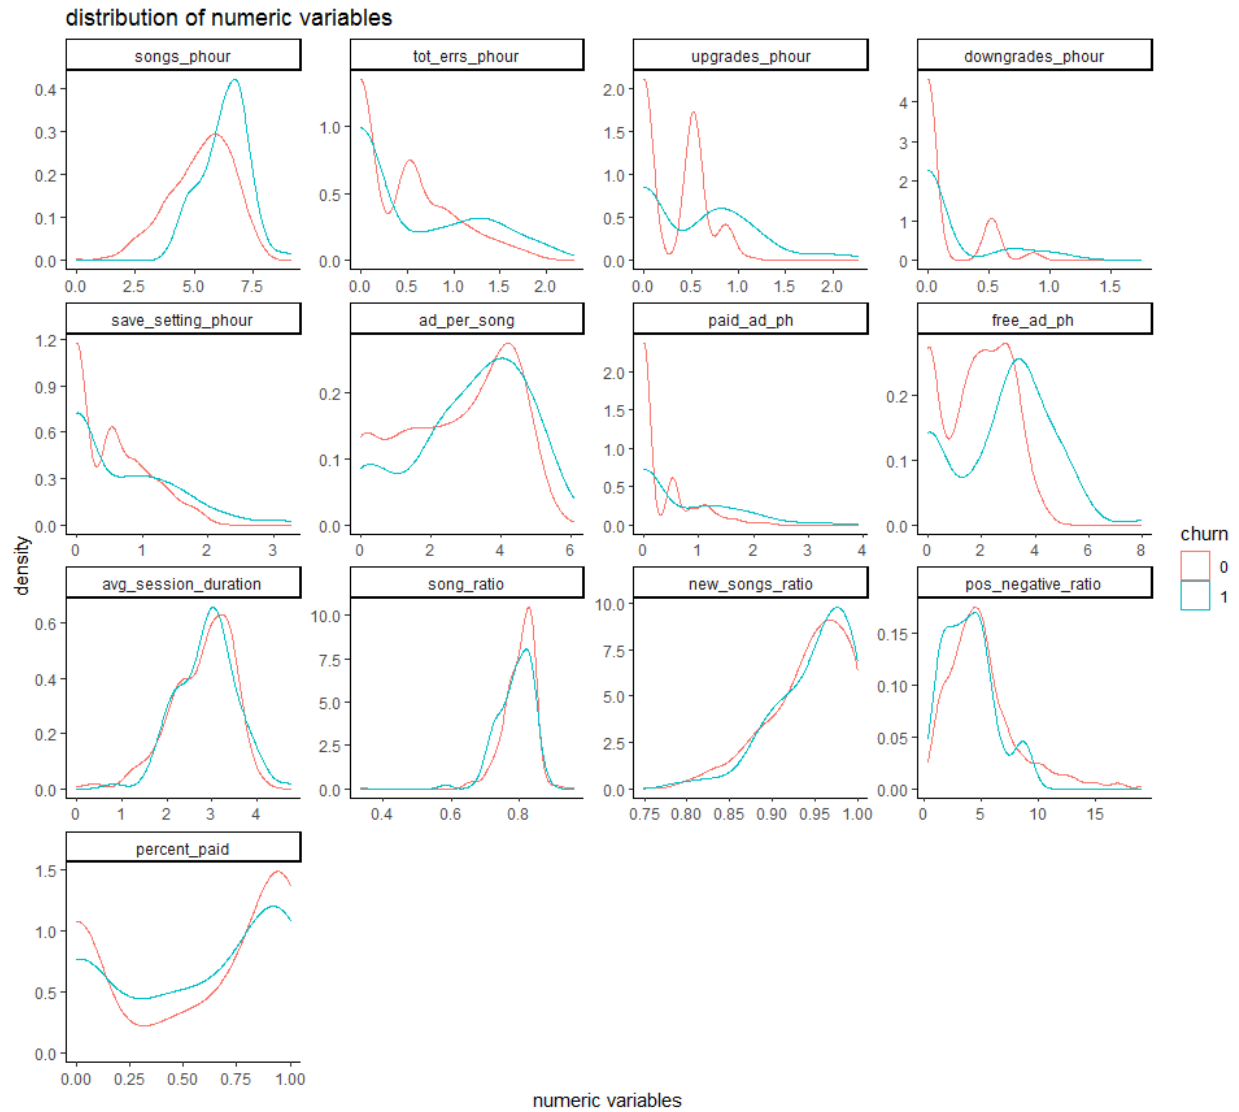 distribution of numeric variables
songs_phour tot_errs_phour upgrades_phour downgrades_phour
0.4
0.3
0.2
0.1
0.0
0.0 2.5 5.0 7.5
1.0
0.5
0.0
0.0 0.5 1.0 1.5 2.0
2.0
1.5
1.0
0.5
0.0
0.0 0.5 1.0 1.5 2.0
4
3
2
1
0
0.0 0.5 1.0 1.5
save_setting_phour ad_per_song paid_ad_ph free_ad_ph
1.2
0.9
0.6
0.3
0.0
0 1 2 3
0.2
0.1
0.0
0 2 4 6
2.0
1.5
1.0
0.5
0.0
0 1 2 3 4
0.2
0.1
0.0
0 2 4 6 8
density
churn
0
1
avg_session_duration song_ratio new_songs_ratio pos_negative_ratio
0.6
0.4
0.2
0.0
0 1 2 3 4
10.0
7.5
5.0
2.5
0.0
0.4 0.6 0.8
10.0
7.5
5.0
2.5
0.0
0.75 0.80 0.85 0.90 0.95 1.00
0.15
0.10
0.05
0.00
0 5 10 15
percent_paid
1.5
1.0
0.5
0.0
0.00 0.25 0.50 0.75 1.00
numeric variables